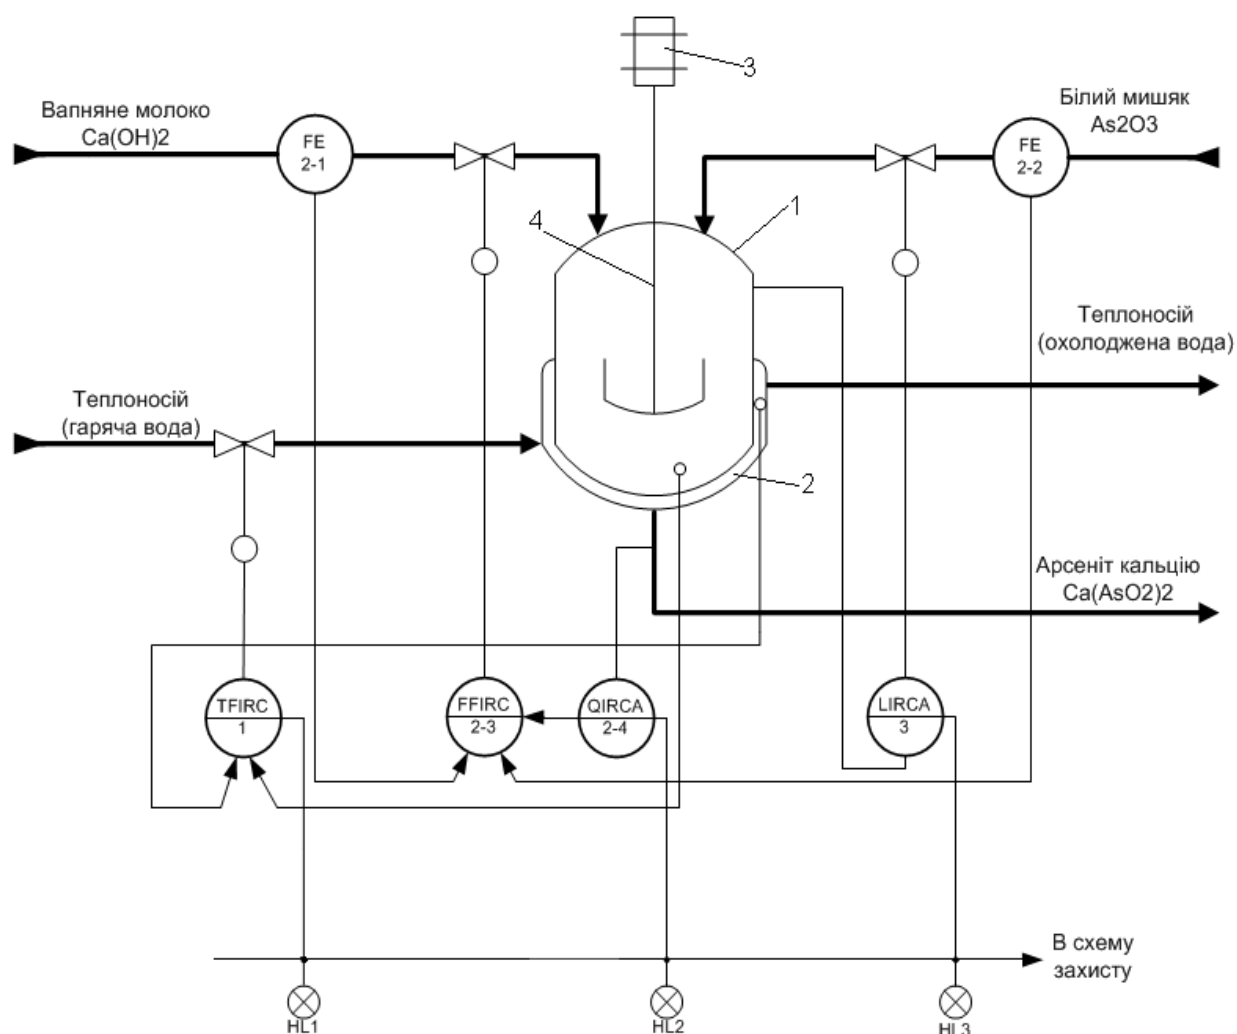 3
Вапняне молоко
Ca(OH)2
Білий мишяк
As2O3
FE
2-1
FE
2-2
1
4
Теплоносій
(охолоджена вода)
Теплоносій
(гаряча вода)
2
Арсеніт кальцію
Ca(AsO2)2
TFIRC
1
FFIRC
2-3
QIRCA
2-4
LIRCA
3
В схему
захисту
HL1
HL2
HL3